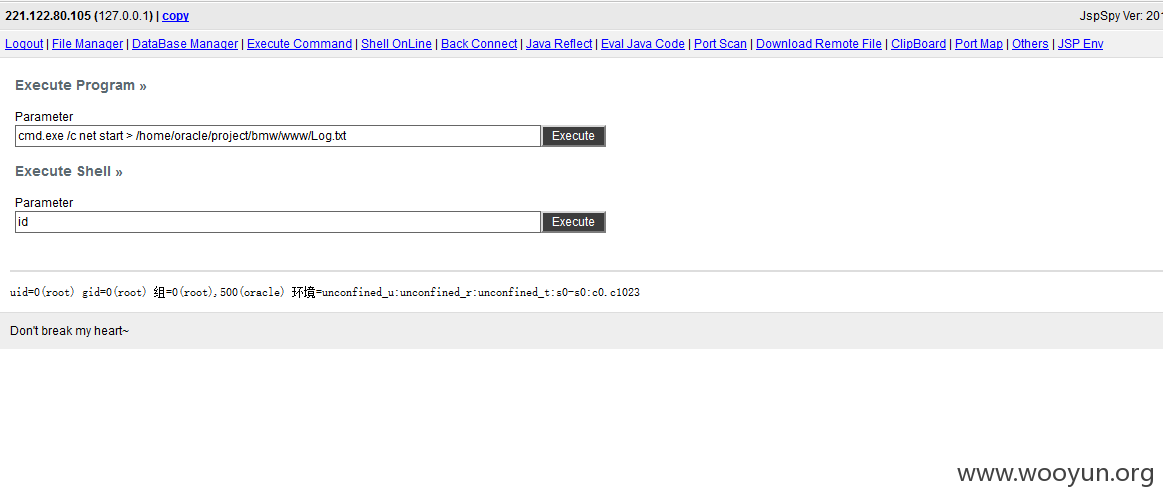 221.122.80.105 (127.0.0.1) | copy JspSpy Ver: 201
Logout | File Manager | DataBase Manager | Execute Command | Shell OnLine | Back Connect | Java Reflect | Eval Java Code | Port Scan | Download Remote File | ClipBoard | Port Map | Others | JSP Env
Execute Program »
Parameter
cmd.exe /c net start > /home/oracle/project/bmw/www/Log.txt Execute
Execute Shell »
Parameter
id Execute
uid=0(root) gid=0(root) 组=0(root),500(oracle) 环境=unconfined_u:unconfined_r:unconfined_t:s0-s0:c0.c1023
Don't break my heart~
www.wooyun.org